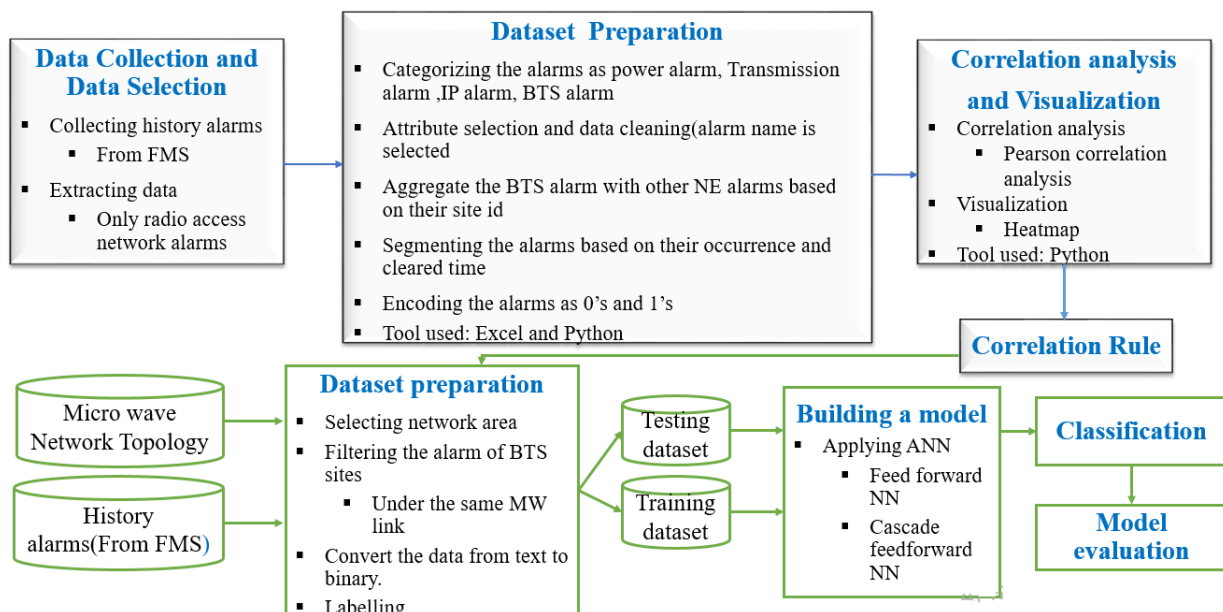 Data Collection and
Data Selection
▪ Collecting history alarms
▪ From FMS
▪ Extracting data
▪ Only radio access
network alarms
Dataset Preparation
▪ Categorizing the alarms as power alarm, Transmission
alarm ,IP alarm, BTS alarm
▪ Attribute selection and data cleaning(alarm name is
selected
▪ Aggregate the BTS alarm with other NE alarms based
on their site id
▪ Segmenting the alarms based on their occurrence and
cleared time
▪ Encoding the alarms as 0’s and 1’s
▪ Tool used: Excel and Python
Correlation analysis
and Visualization
▪ Correlation analysis
▪ Pearson correlation
analysis
▪ Visualization
▪ Heatmap
▪ Tool used: Python
Correlation Rule
Micro wave
Network Topology
History
alarms(From FMS)
Dataset preparation
▪ Selecting network area
▪ Filtering the alarm of BTS
sites
▪ Under the same MW
link
▪ Convert the data from text to
binary.
▪ Labelling
Testing
dataset
Training
dataset
Building a model
▪ Applying ANN
▪ Feed forward
NN
▪ Cascade
feedforward
NN
Classification
Model
evaluation